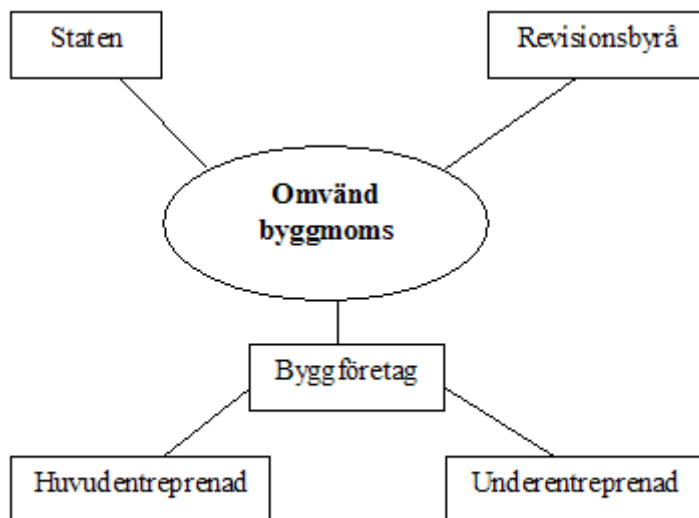 Staten
Revisionsbyrå
Omvänd
byggmoms
Byggföretag
Huvudentreprenad
Underentreprenad